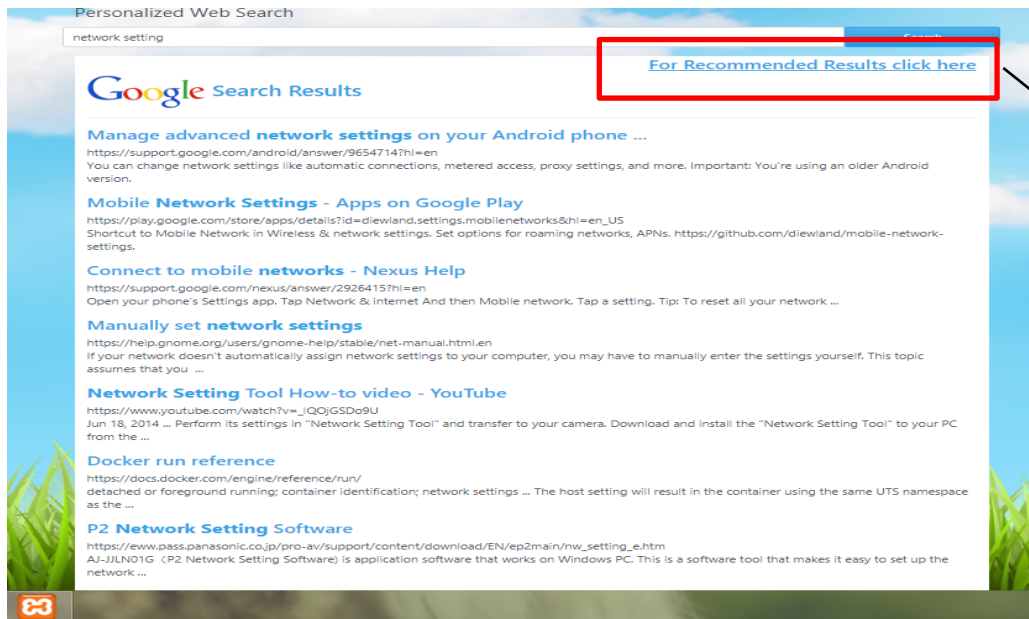 Personalized Web Search
network setting
Search
For Recommended Results click here
Google Search Results
Manage advanced network settings on your Android phone ...
https://support.google.com/android/answer/9654714?hl=en
You can change network settings like automatic connections, metered access, proxy settings, and more. Important: You're using an older Android
version.
Mobile Network Settings - Apps on Google Play
https://play.google.com/store/apps/details?id=diewland.settings.mobilenetworks&hl=en_US
Shortcut to Mobile Network in Wireless & network settings. Set options for roaming networks, APNs. https://github.com/diewland/mobile-network-
settings.
Connect to mobile networks - Nexus Help
https://support.google.com/nexus/answer/2926415?hl=en
Open your phone's Settings app. Tap Network & internet And then Mobile network. Tap a setting. Tip: To reset all your network ...
Manually set network settings
https://help.gnome.org/users/gnome-help/stable/net-manual.html.en
If your network doesn't automatically assign network settings to your computer, you may have to manually enter the settings yourself. This topic
assumes that you ...
Network Setting Tool How-to video - YouTube
https://www.youtube.com/watch?v=_IQOjGSDo9U
Jun 18, 2014 ... Perform its settings in "Network Setting Tool" and transfer to your camera. Download and install the "Network Setting Tool" to your PC
from the ...
Docker run reference
https://docs.docker.com/engine/reference/run/
detached or foreground running; container identification; network settings ... The host setting will result in the container using the same UTS namespace
as the ...
P2 Network Setting Software
https://eww.pass.panasonic.co.jp/pro-av/support/content/download/EN/ep2main/nw_setting_e.htm
AJ-JJLN01G（P2 Network Setting Software) is application software that works on Windows PC. This is a software tool that makes it easy to set up the
network ...